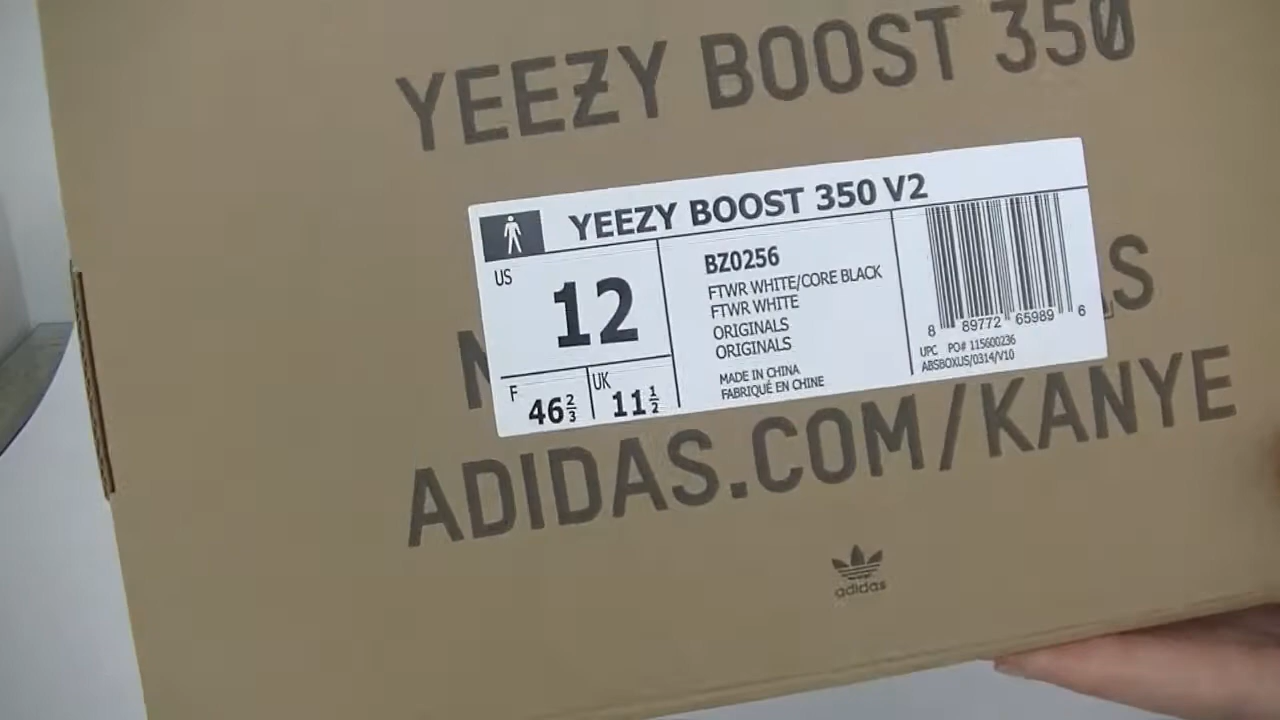 YEEZY BOOST 350
YEEZY BOOST 350 V2
US
12
F
46 2/3
UK
11 1/2
BZ0256
FTWR WHITE/CORE BLACK
FTWR WHITE
ORIGINALS
ORIGINALS
MADE IN CHINA
FABRIQUÉ EN CHINE
8 89772 65989 6
UPC PO# 115600236
ABSBOXUS/0314/V10
ADIDAS.COM/KANYE
adidas